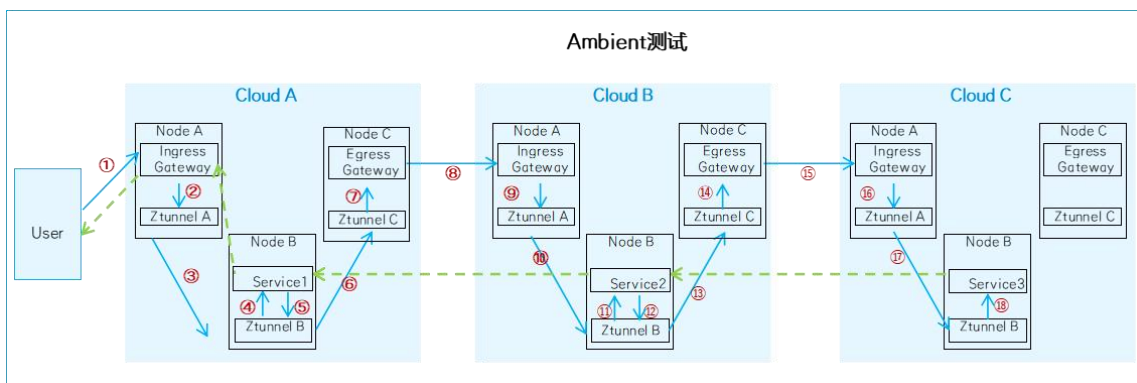 Ambient测试
User
①
Cloud A
Node A
Ingress
Gateway
②
Ztunnel A
③
Node B
Service1
④
⑤
Ztunnel B
⑥
Node C
Egress
Gateway
⑦
Ztunnel C
⑧
Cloud B
Node A
Ingress
Gateway
⑨
Ztunnel A
⑩
Node B
Service2
⑪
⑫
Ztunnel B
⑬
Node C
Egress
Gateway
⑭
Ztunnel C
⑮
Cloud C
Node A
Ingress
Gateway
⑯
Ztunnel A
⑰
Node B
Service3
⑱
Ztunnel B
Node C
Egress
Gateway
Ztunnel C